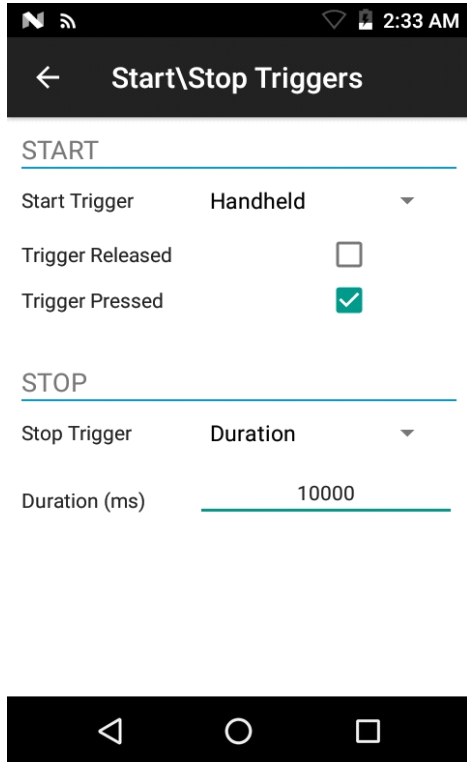 2:33 AM
Start\Stop Triggers
START
Start Trigger Handheld
Trigger Released
Trigger Pressed
STOP
Stop Trigger Duration
Duration (ms) 10000